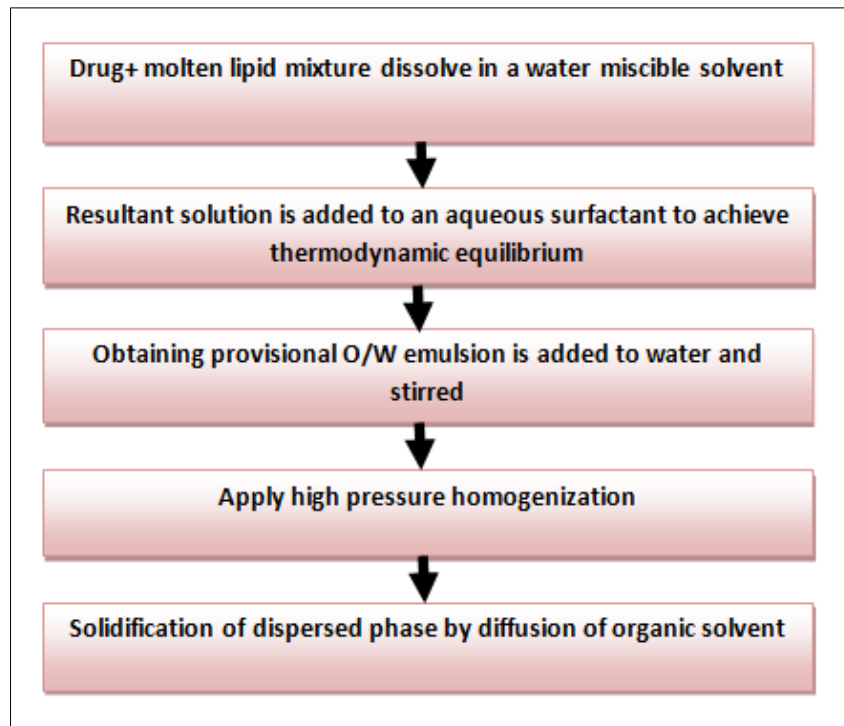 Drug+ molten lipid mixture dissolve in a water miscible solvent
Resultant solution is added to an aqueous surfactant to achieve
thermodynamic equilibrium
Obtaining provisional O/W emulsion is added to water and
stirred
Apply high pressure homogenization
Solidification of dispersed phase by diffusion of organic solvent